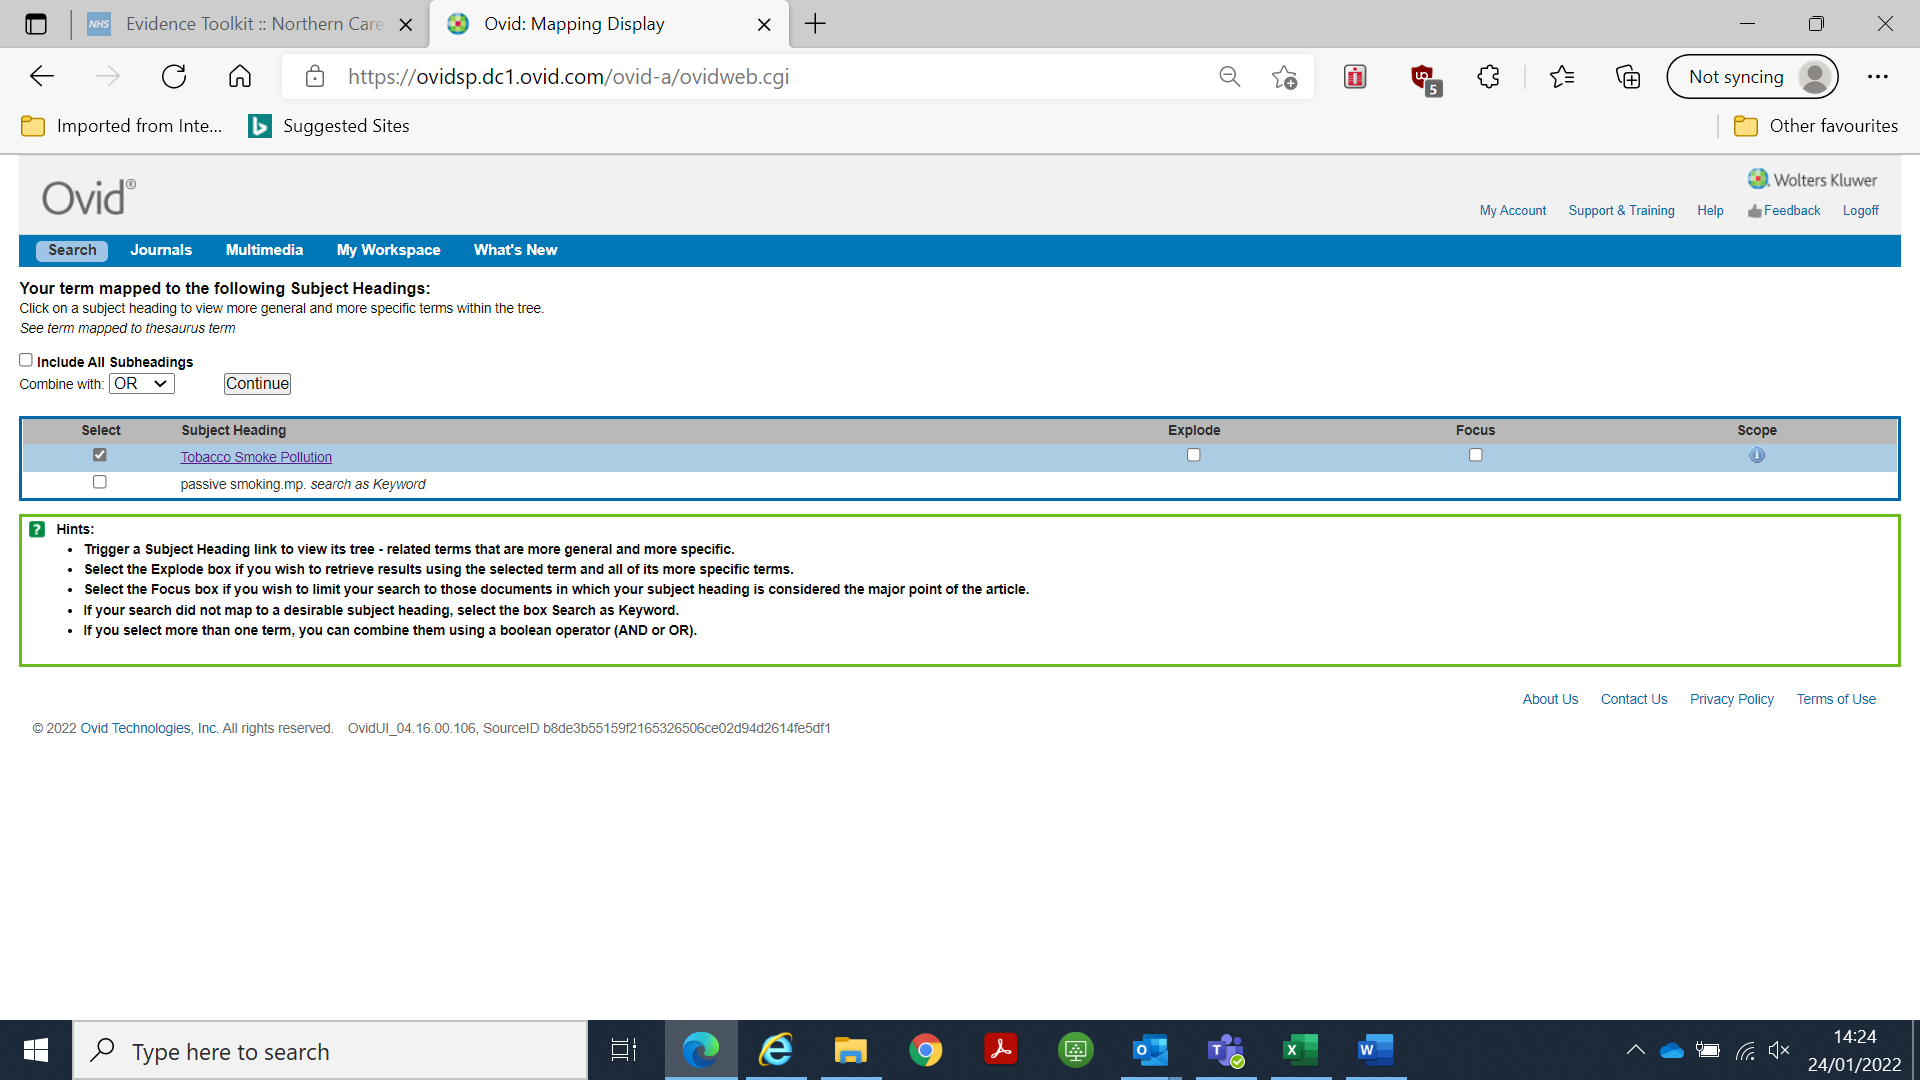 NHS Evidence Toolkit :: Northern Care
Ovid: Mapping Display
https://ovidsp.dc1.ovid.com/ovid-a/ovidweb.cgi
5
Not syncing
Imported from Inte...
Suggested Sites
Other favourites
Ovid®
Wolters Kluwer
My Account Support & Training Help Feedback Logoff
Search Journals Multimedia My Workspace What's New
Your term mapped to the following Subject Headings:
Click on a subject heading to view more general and more specific terms within the tree.
See term mapped to thesaurus term
Include All Subheadings
Combine with: OR Continue
Select Subject Heading Explode Focus Scope
Tobacco Smoke Pollution
passive smoking.mp. search as Keyword
? Hints:
• Trigger a Subject Heading link to view its tree - related terms that are more general and more specific.
• Select the Explode box if you wish to retrieve results using the selected term and all of its more specific terms.
• Select the Focus box if you wish to limit your search to those documents in which your subject heading is considered the major point of the article.
• If your search did not map to a desirable subject heading, select the box Search as Keyword.
• If you select more than one term, you can combine them using a boolean operator (AND or OR).
About Us Contact Us Privacy Policy Terms of Use
© 2022 Ovid Technologies, Inc. All rights reserved. OvidUI_04.16.00.106, SourceID b8de3b55159f2165326506ce02d94d2614fe5df1
Type here to search
14:24
24/01/2022